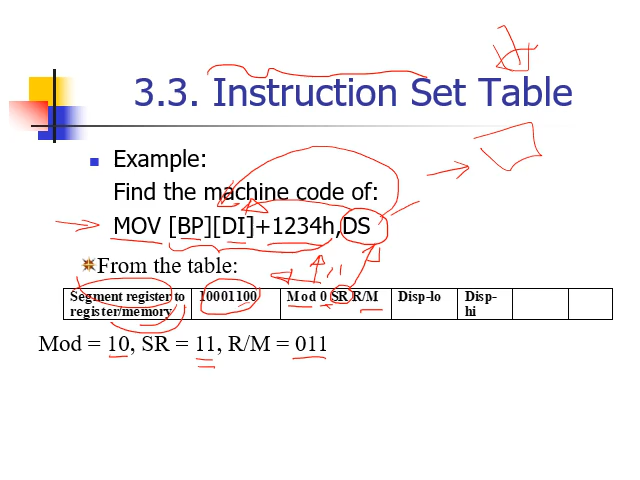 3.3. Instruction Set Table
Example:
Find the machine code of:
MOV [BP][DI]+1234h,DS
From the table:
Segment register to register/memory 10001100 Mod 0 SR R/M Disp-lo Disp-hi
Mod = 10, SR = 11, R/M = 011